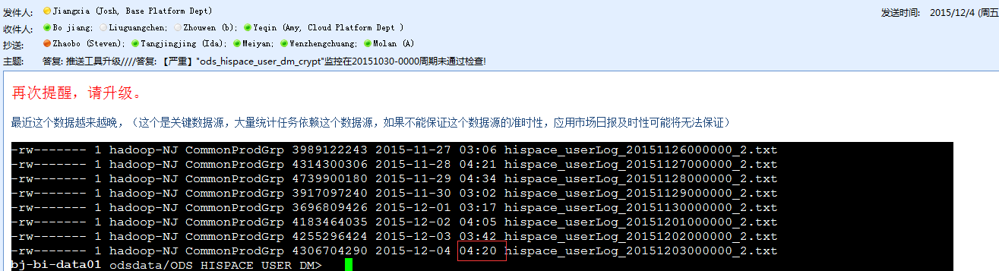 发件人: Jiangxia (Josh, Base Platform Dept) 发送时间: 2015/12/4 (周五
收件人: Bo jiang; Liuguangchen; Zhouwen (b); Yeqin (Amy, Cloud Platform Dept )
抄送: Zhaobo (Steven); Tangjingjing (Ida); Meiyan; Wenzhengchuang; Molan (A)
主题: 答复: 推送工具升级////答复: 【严重】"ods_hispace_user_dm_crypt"监控在20151030-0000周期未通过检查!
再次提醒，请升级。
最近这个数据越来越晚，（这个是关键数据源，大量统计任务依赖这个数据源，如果不能保证这个数据源的准时性，应用市场日报及时性可能将无法保证）
-rw------- 1 hadoop-NJ CommonProdGrp 3989122243 2015-11-27 03:06 hispace_userLog_20151126000000_2.txt
-rw------- 1 hadoop-NJ CommonProdGrp 4314300306 2015-11-28 04:21 hispace_userLog_20151127000000_2.txt
-rw------- 1 hadoop-NJ CommonProdGrp 4739900180 2015-11-29 04:34 hispace_userLog_20151128000000_2.txt
-rw------- 1 hadoop-NJ CommonProdGrp 3917097240 2015-11-30 03:02 hispace_userLog_20151129000000_2.txt
-rw------- 1 hadoop-NJ CommonProdGrp 3696809426 2015-12-01 03:17 hispace_userLog_20151130000000_2.txt
-rw------- 1 hadoop-NJ CommonProdGrp 4183464035 2015-12-02 04:05 hispace_userLog_20151201000000_2.txt
-rw------- 1 hadoop-NJ CommonProdGrp 4255296424 2015-12-03 03:42 hispace_userLog_20151202000000_2.txt
-rw------- 1 hadoop-NJ CommonProdGrp 4306704290 2015-12-04 04:20 hispace_userLog_20151203000000_2.txt
bj-bi-data01 odsdata/ODS_HISPACE_USER_DM>